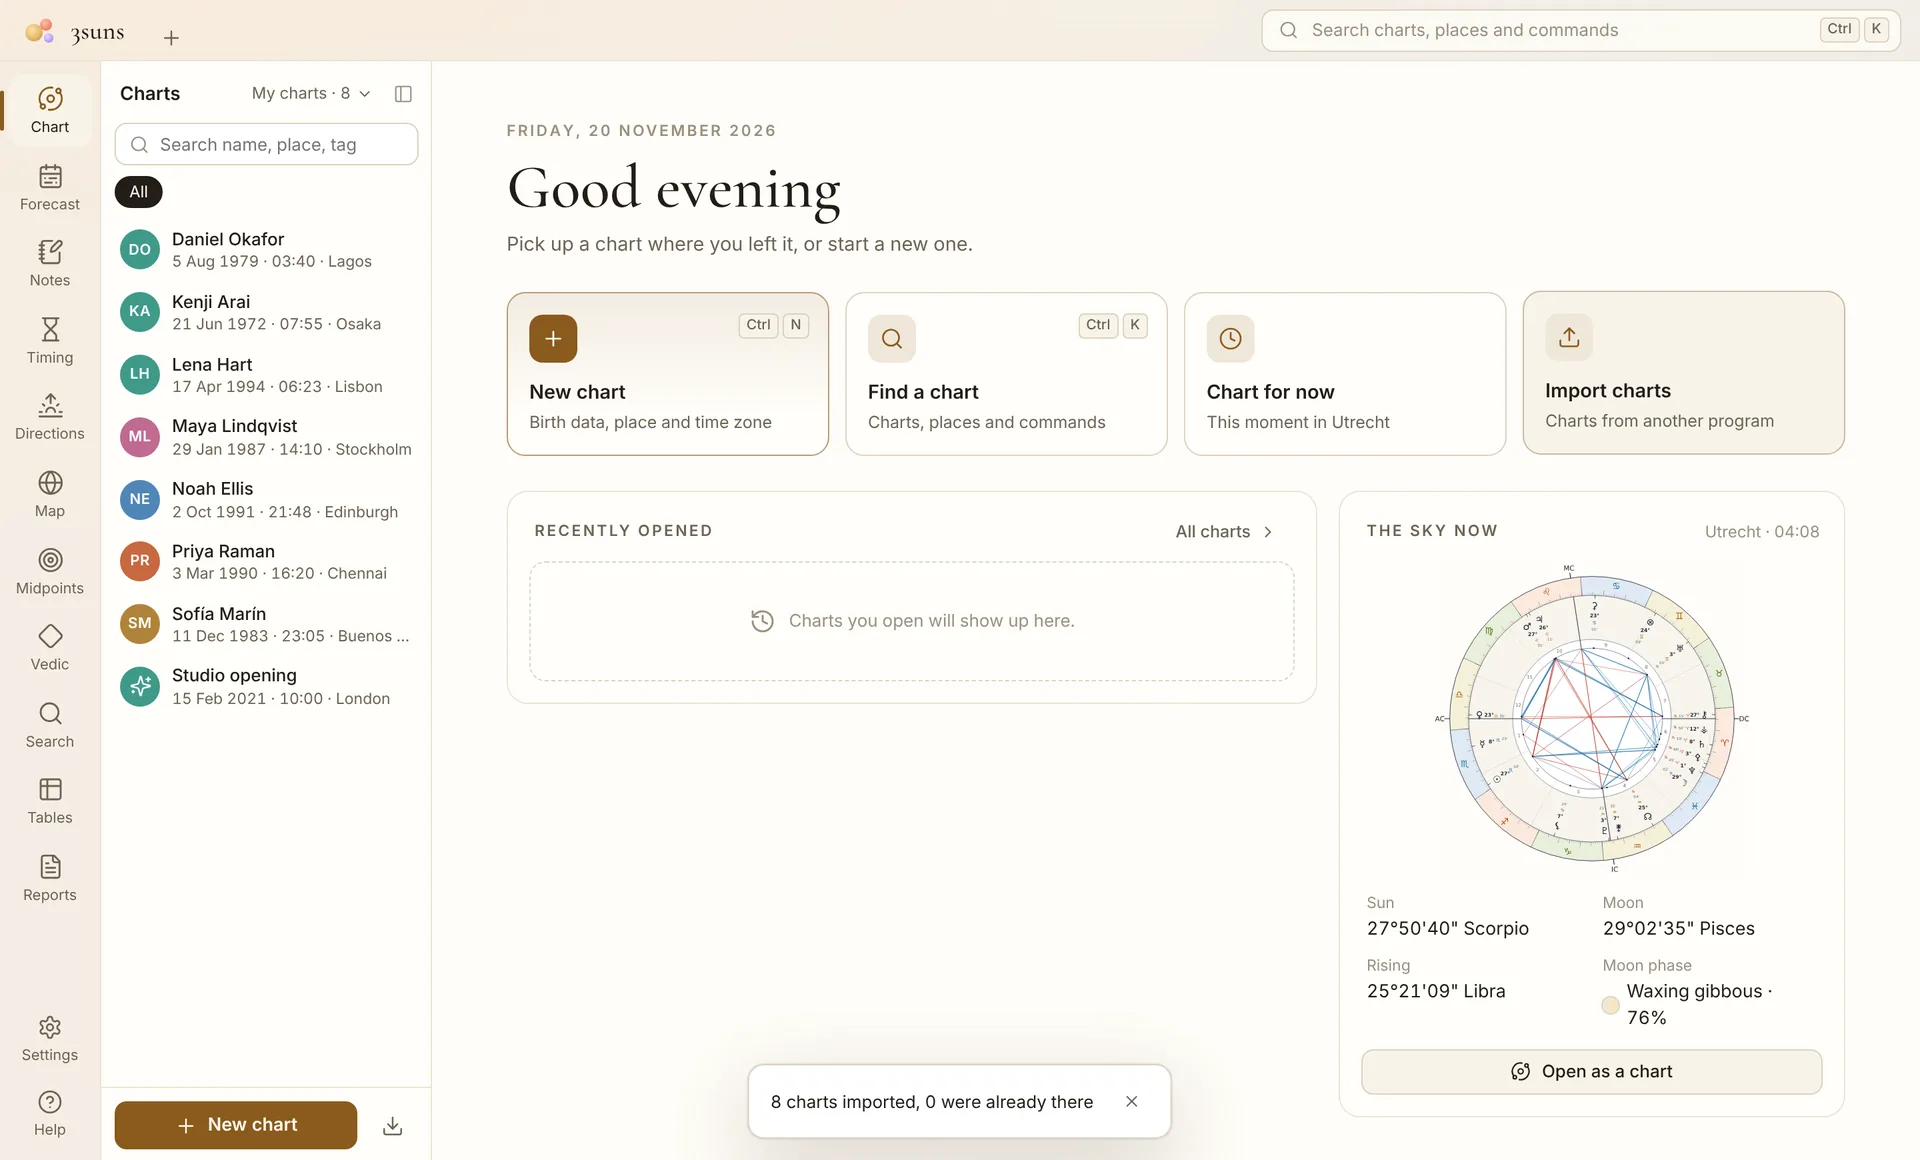 3suns
Search charts, places and commands
Ctrl K
Chart
Forecast
Notes
Timing
Directions
Map
Midpoints
Vedic
Search
Tables
Reports
Settings
Help
Charts
My charts · 8
Search name, place, tag
All
DO
Daniel Okafor
5 Aug 1979 · 03:40 · Lagos
KA
Kenji Arai
21 Jun 1972 · 07:55 · Osaka
LH
Lena Hart
17 Apr 1994 · 06:23 · Lisbon
ML
Maya Lindqvist
29 Jan 1987 · 14:10 · Stockholm
NE
Noah Ellis
2 Oct 1991 · 21:48 · Edinburgh
PR
Priya Raman
3 Mar 1990 · 16:20 · Chennai
SM
Sofía Marín
11 Dec 1983 · 23:05 · Buenos ...
Studio opening
15 Feb 2021 · 10:00 · London
New chart
FRIDAY, 20 NOVEMBER 2026
Good evening
Pick up a chart where you left it, or start a new one.
Ctrl N
New chart
Birth data, place and time zone
Ctrl K
Find a chart
Charts, places and commands
Chart for now
This moment in Utrecht
Import charts
Charts from another program
RECENTLY OPENED
All charts
Charts you open will show up here.
THE SKY NOW
Utrecht · 04:08
MC
AC
DC
IC
Sun
27°50'40" Scorpio
Moon
29°02'35" Pisces
Rising
25°21'09" Libra
Moon phase
Waxing gibbous ·
76%
Open as a chart
8 charts imported, 0 were already there